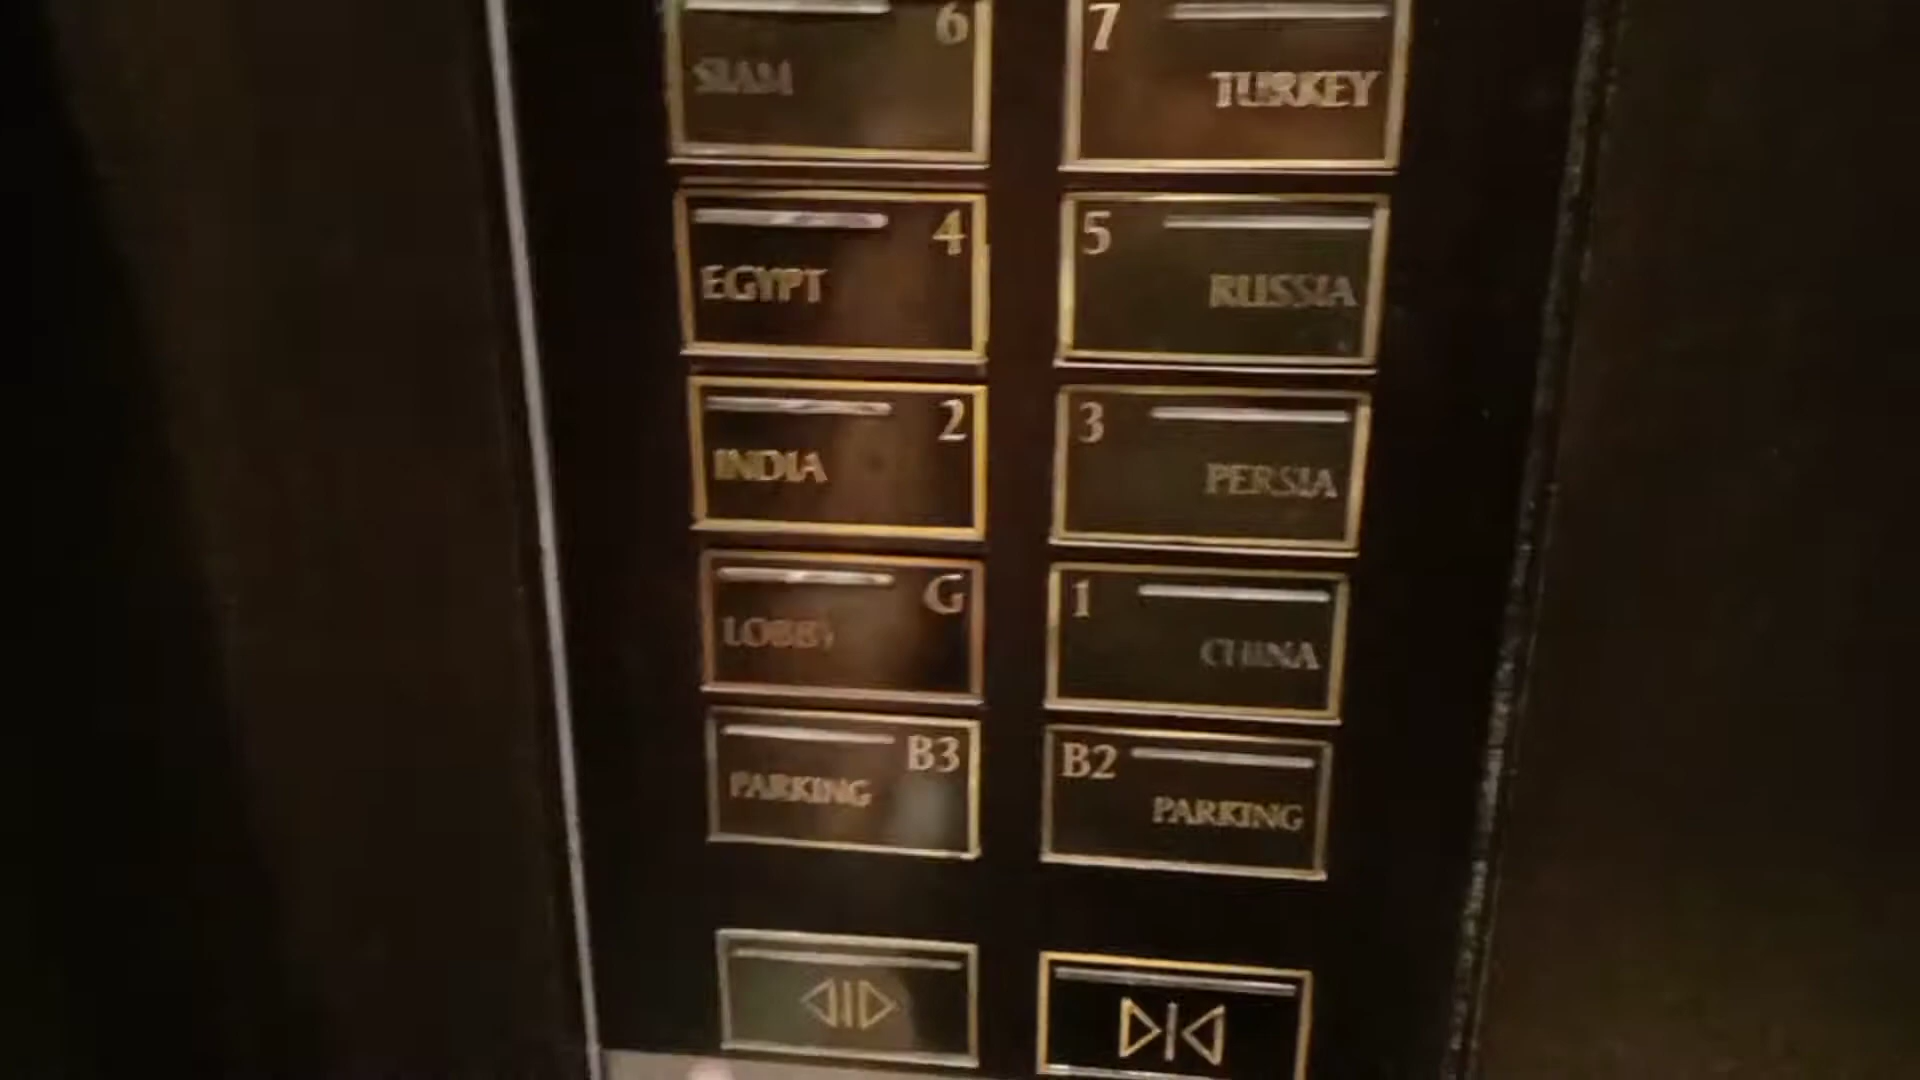 6
SIAM
7
TURKEY
4
EGYPT
5
RUSSIA
2
INDIA
3
PERSIA
G
LOBBY
1
CHINA
B3
PARKING
B2
PARKING